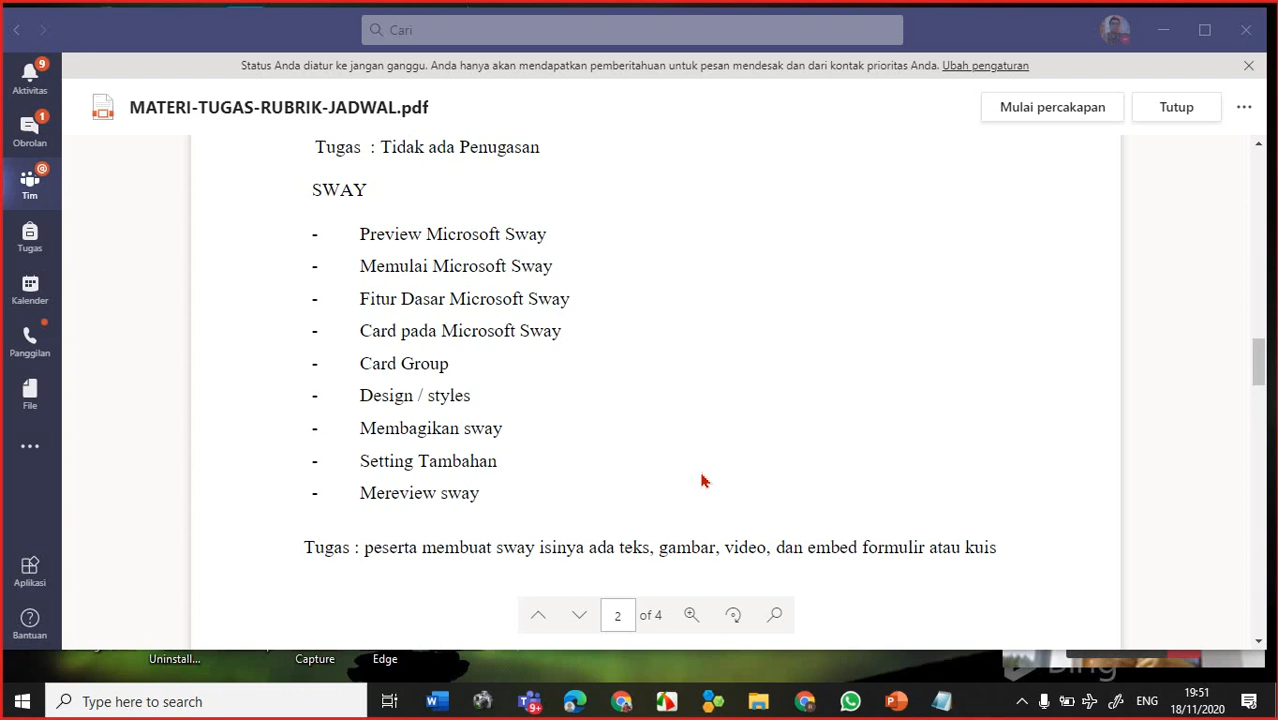 Cari
Status Anda diatur ke jangan ganggu. Anda hanya akan mendapatkan pemberitahuan untuk pesan mendesak dan dari kontak prioritas Anda. Ubah pengaturan
9
Aktivitas
1
Obrolan
@
Tim
Tugas
Kalender
Panggilan
File
Aplikasi
Bantuan
MATERI-TUGAS-RUBRIK-JADWAL.pdf
Mulai percakapan
Tutup
Tugas : Tidak ada Penugasan
SWAY
- Preview Microsoft Sway
- Memulai Microsoft Sway
- Fitur Dasar Microsoft Sway
- Card pada Microsoft Sway
- Card Group
- Design / styles
- Membagikan sway
- Setting Tambahan
- Mereview sway
Tugas : peserta membuat sway isinya ada teks, gambar, video, dan embed formulir atau kuis
2 of 4
Uninstall...
Capture
Edge
Bing
Type here to search
9+
ENG
19:51
18/11/2020